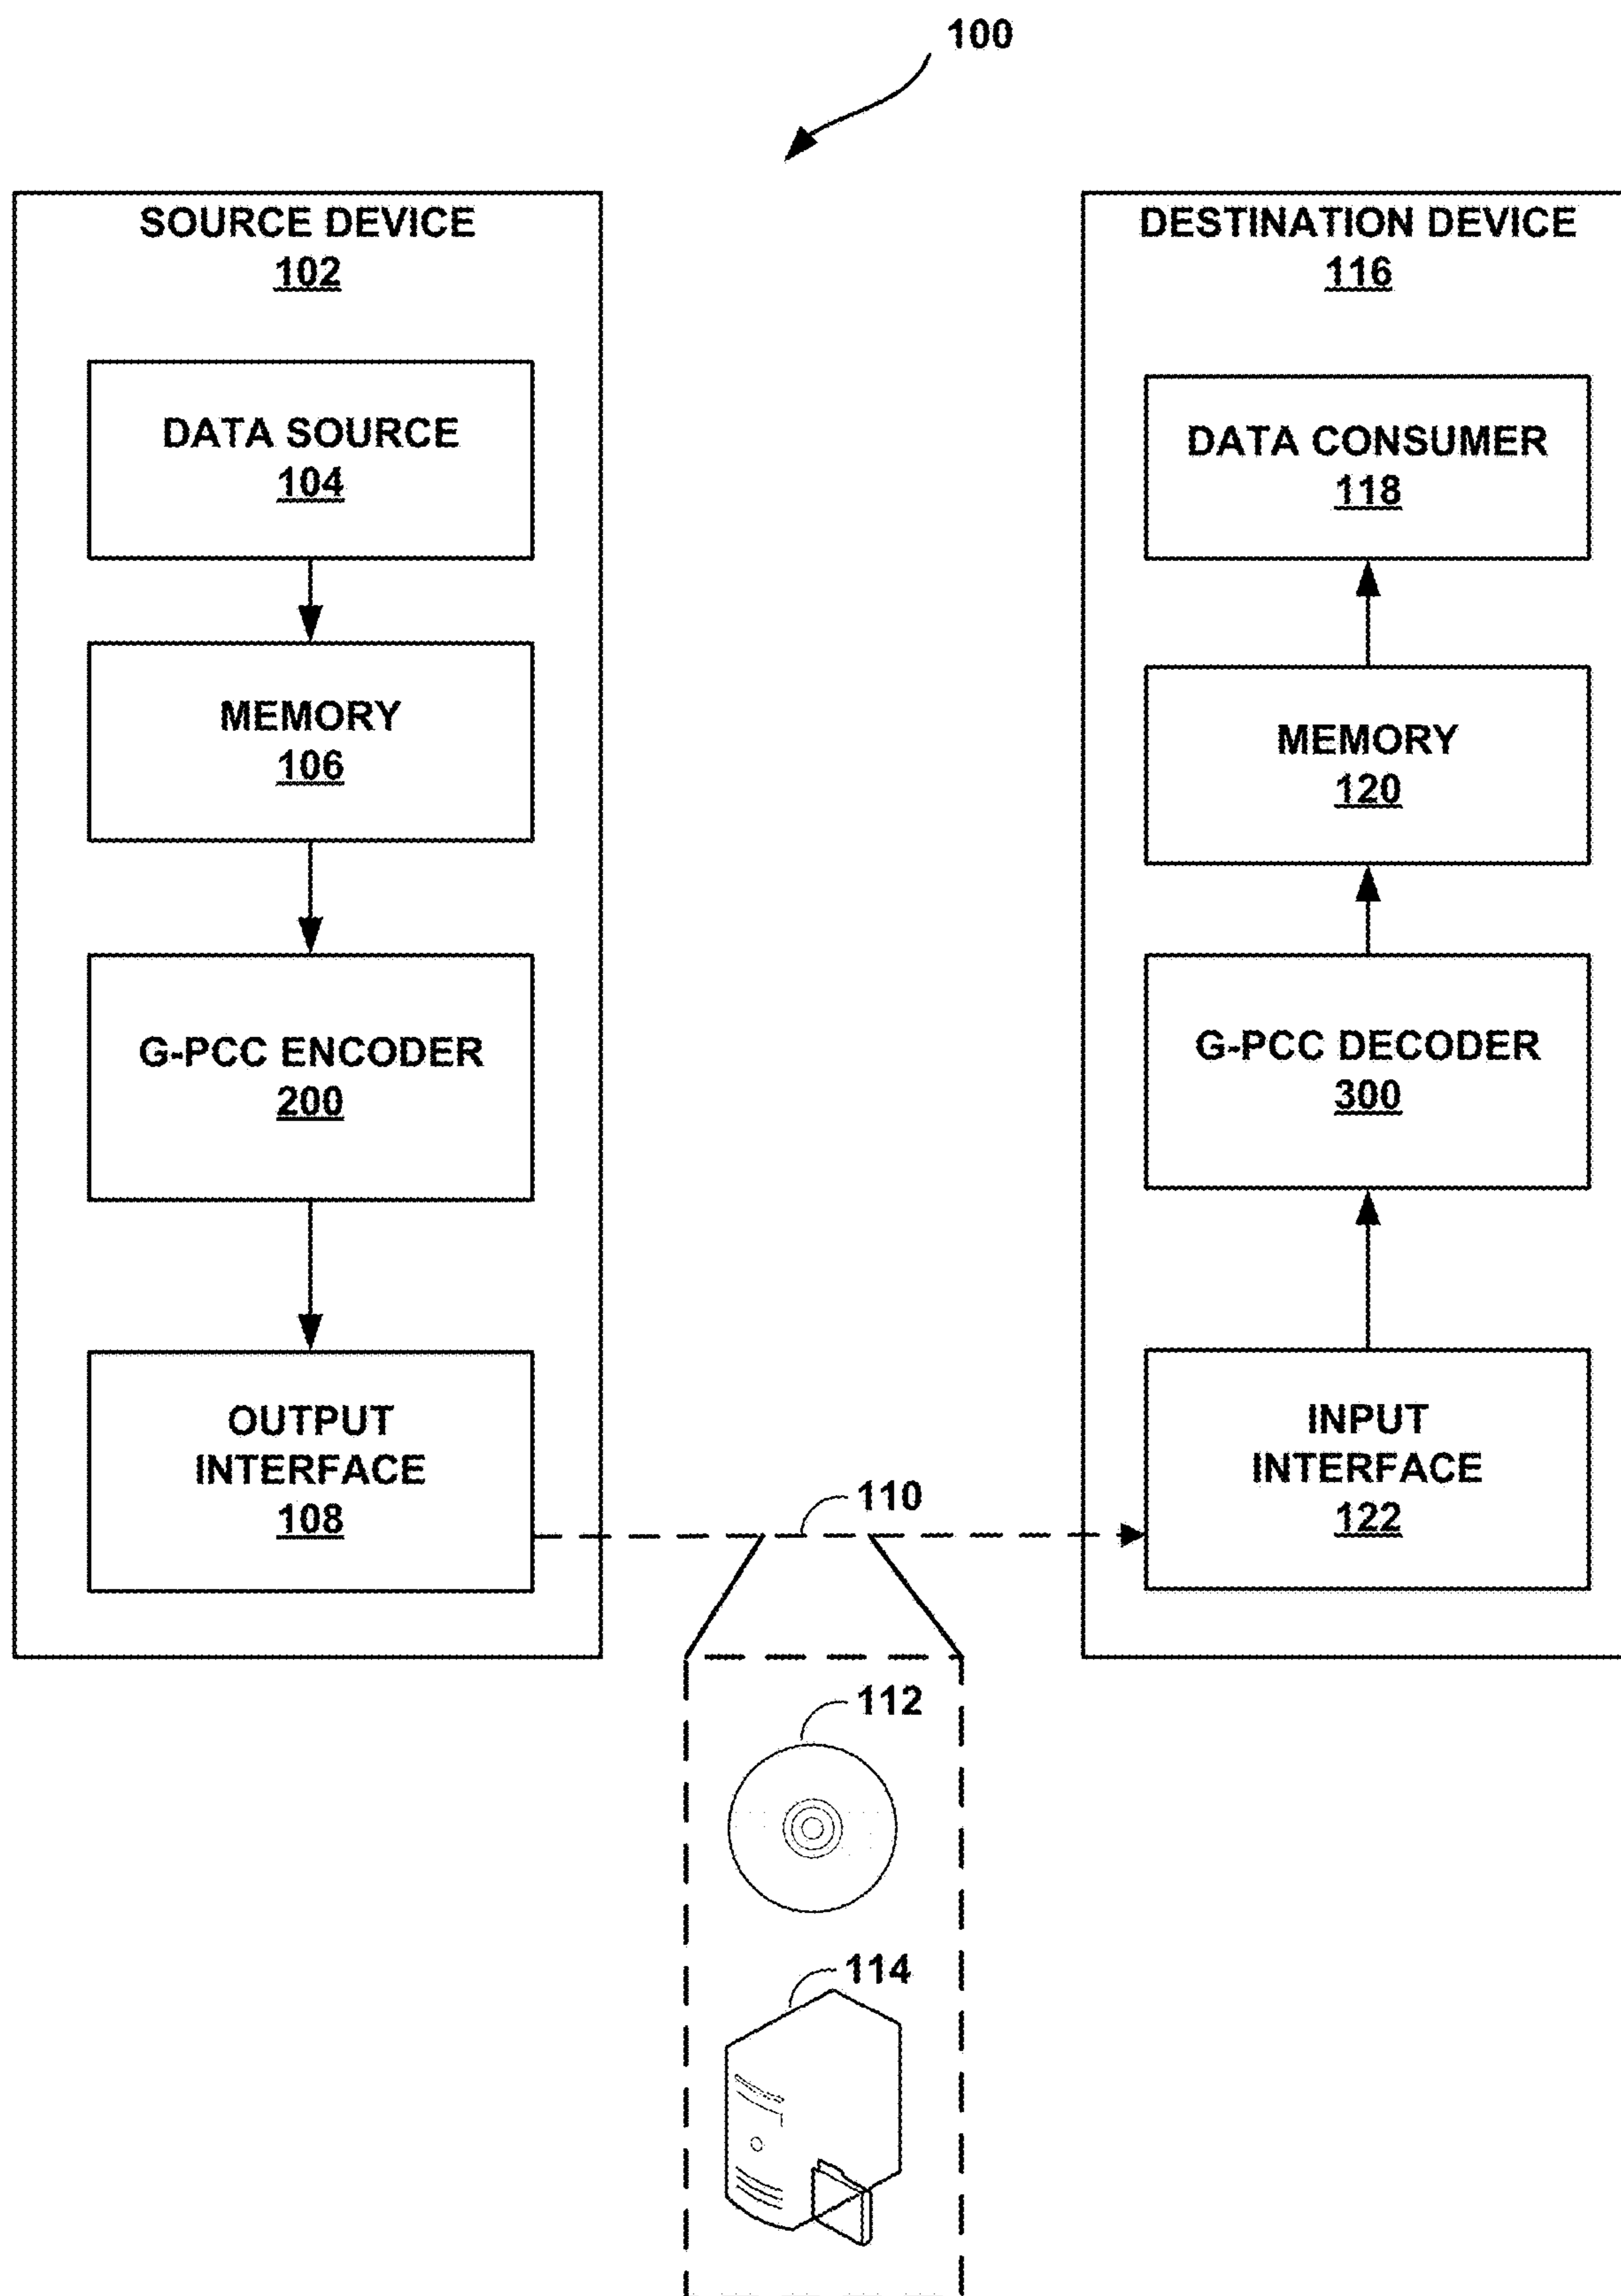 100
SOURCE DEVICE
102
DATA SOURCE
104
MEMORY
106
G-PCC ENCODER
200
OUTPUT
INTERFACE
108
110
112
114
DESTINATION DEVICE
116
DATA CONSUMER
118
MEMORY
120
G-PCC DECODER
300
INPUT
INTERFACE
122